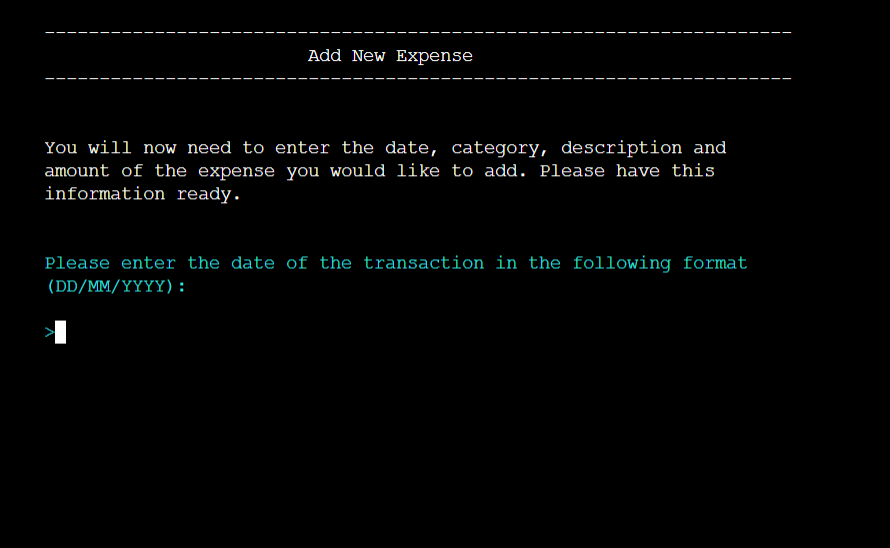 --------------------------------------------------------------------
Add New Expense
--------------------------------------------------------------------
You will now need to enter the date, category, description and
amount of the expense you would like to add. Please have this
information ready.
Please enter the date of the transaction in the following format
(DD/MM/YYYY):
>